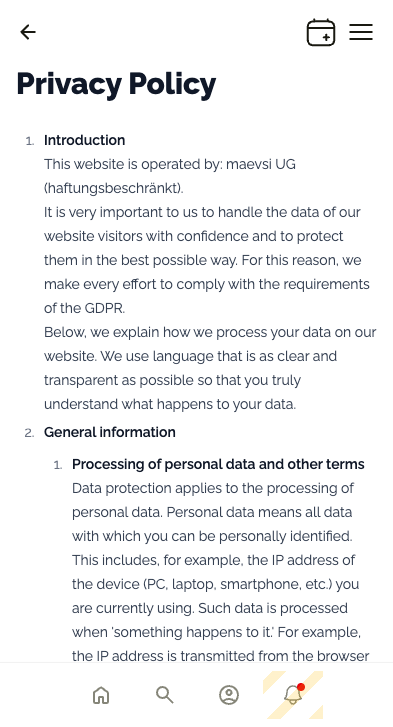 Privacy Policy
1. Introduction
This website is operated by: maevsi UG
(haftungsbeschränkt).
It is very important to us to handle the data of our
website visitors with confidence and to protect
them in the best possible way. For this reason, we
make every effort to comply with the requirements
of the GDPR.
Below, we explain how we process your data on our
website. We use language that is as clear and
transparent as possible so that you truly
understand what happens to your data.
2. General information
1. Processing of personal data and other terms
Data protection applies to the processing of
personal data. Personal data means all data
with which you can be personally identified.
This includes, for example, the IP address of
the device (PC, laptop, smartphone, etc.) you
are currently using. Such data is processed
when 'something happens to it.' For example,
the IP address is transmitted from the browser